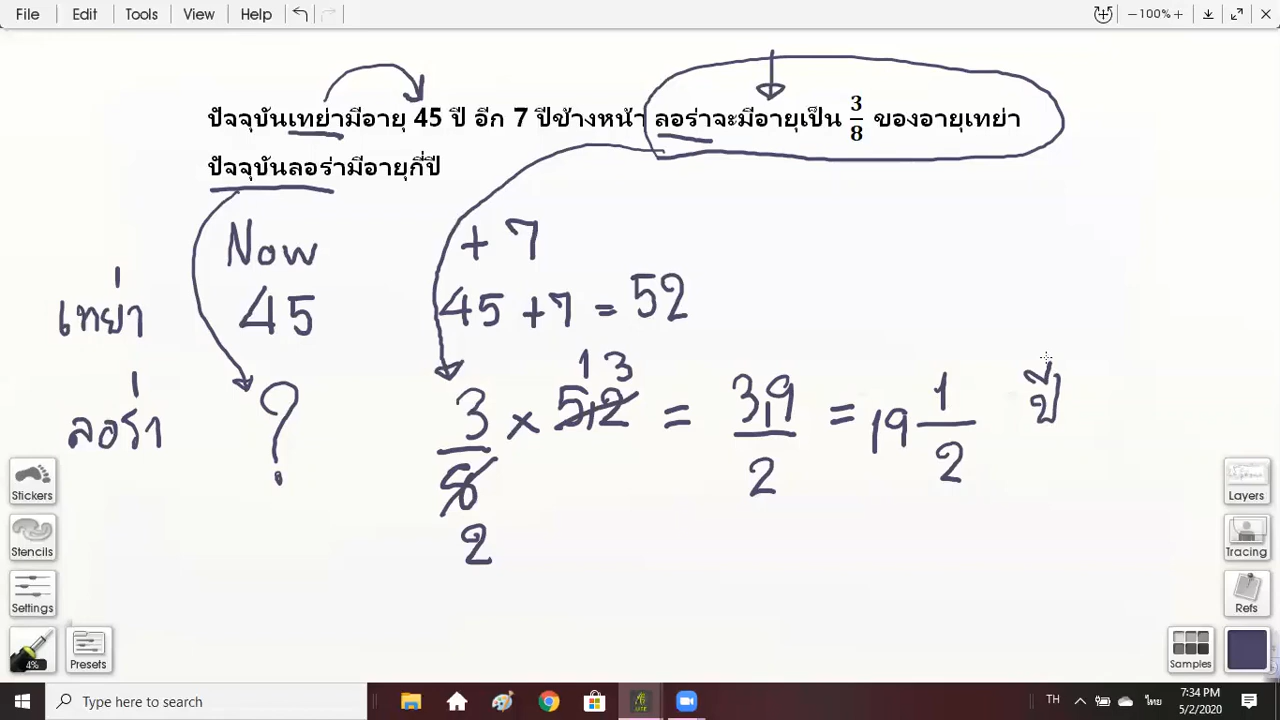 File Edit Tools View Help −100%+
ปัจจุบันเทย่ามีอายุ 45 ปี อีก 7 ปีข้างหน้า ลอร่าจะมีอายุเป็น 3/8 ของอายุเทย่า
ปัจจุบันลอร่ามีอายุกี่ปี
Now +7
เทย่า 45 45 +7 = 52
13
ลอร่า ? 3/8 × 52 = 39/2 = 19 1/2 ปี
2
Stickers
Stencils
Settings
4%
Presets
Layers
Tracing
Refs
Samples
Type here to search
TH ไทย 7:34 PM
5/2/2020